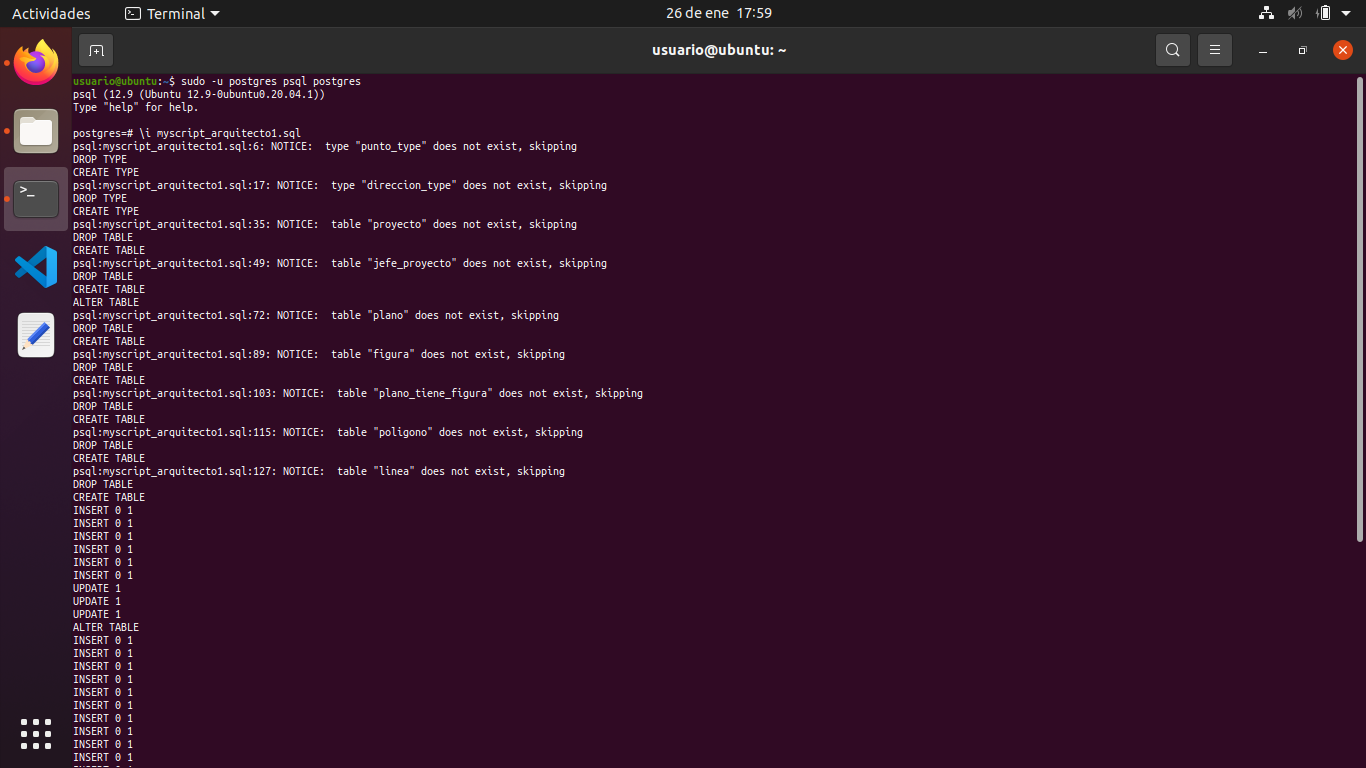 Actividades
Terminal
26 de ene 17:59
usuario@ubuntu: ~
usuario@ubuntu:~$ sudo -u postgres psql postgres
psql (12.9 (Ubuntu 12.9-0ubuntu0.20.04.1))
Type "help" for help.
postgres=# \i myscript_arquitecto1.sql
psql:myscript_arquitecto1.sql:6: NOTICE:  type "punto_type" does not exist, skipping
DROP TYPE
CREATE TYPE
psql:myscript_arquitecto1.sql:17: NOTICE:  type "direccion_type" does not exist, skipping
DROP TYPE
CREATE TYPE
psql:myscript_arquitecto1.sql:35: NOTICE:  table "proyecto" does not exist, skipping
DROP TABLE
CREATE TABLE
psql:myscript_arquitecto1.sql:49: NOTICE:  table "jefe_proyecto" does not exist, skipping
DROP TABLE
CREATE TABLE
ALTER TABLE
psql:myscript_arquitecto1.sql:72: NOTICE:  table "plano" does not exist, skipping
DROP TABLE
CREATE TABLE
psql:myscript_arquitecto1.sql:89: NOTICE:  table "figura" does not exist, skipping
DROP TABLE
CREATE TABLE
psql:myscript_arquitecto1.sql:103: NOTICE:  table "plano_tiene_figura" does not exist, skipping
DROP TABLE
CREATE TABLE
psql:myscript_arquitecto1.sql:115: NOTICE:  table "poligono" does not exist, skipping
DROP TABLE
CREATE TABLE
psql:myscript_arquitecto1.sql:127: NOTICE:  table "linea" does not exist, skipping
DROP TABLE
CREATE TABLE
INSERT 0 1
INSERT 0 1
INSERT 0 1
INSERT 0 1
INSERT 0 1
INSERT 0 1
UPDATE 1
UPDATE 1
UPDATE 1
ALTER TABLE
INSERT 0 1
INSERT 0 1
INSERT 0 1
INSERT 0 1
INSERT 0 1
INSERT 0 1
INSERT 0 1
INSERT 0 1
INSERT 0 1
INSERT 0 1